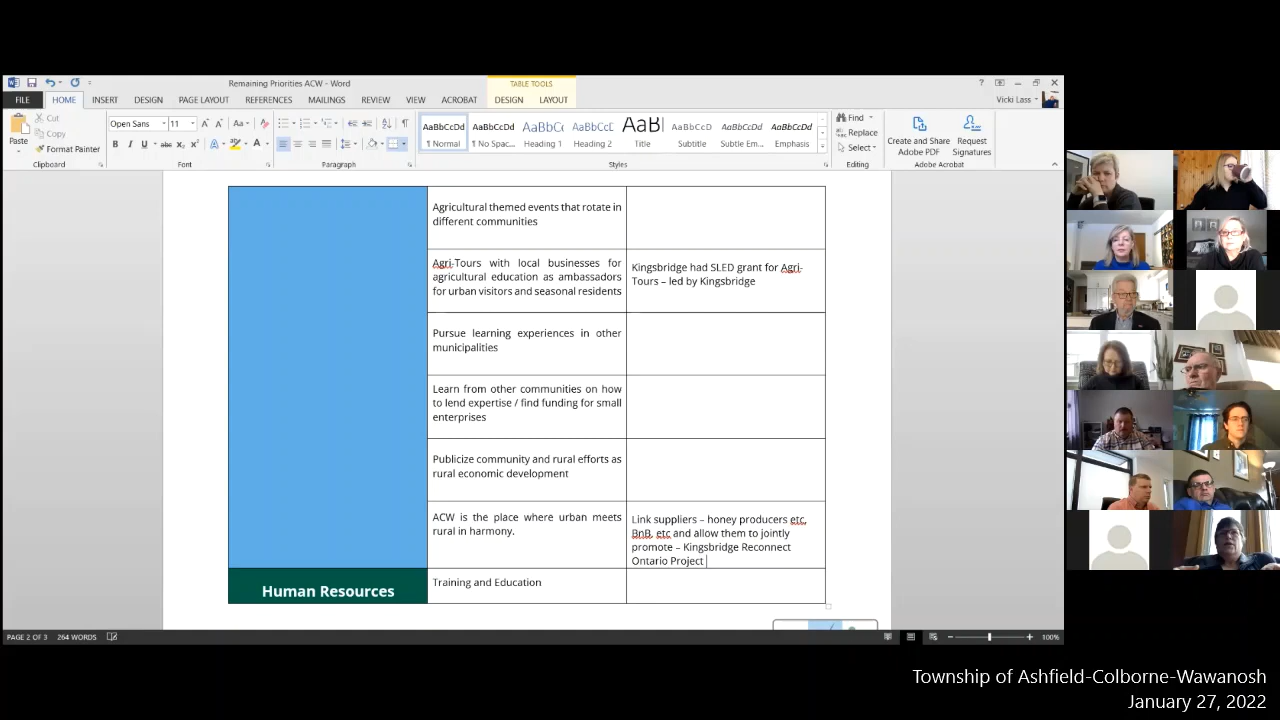 Remaining Priorities ACW - Word
TABLE TOOLS
?
FILE HOME INSERT DESIGN PAGE LAYOUT REFERENCES MAILINGS REVIEW VIEW ACROBAT DESIGN LAYOUT
Vicki Lass
Paste
Cut
Copy
Format Painter
Clipboard
Open Sans 11
Font
Paragraph
AaBbCcDd AaBbCcDd AaBbC( AaBbCcE AaB AaBbCcD AaBbCcDd AaBbCcDd
¶ Normal ¶ No Spac... Heading 1 Heading 2 Title Subtitle Subtle Em... Emphasis
Styles
Find
Replace
Select
Editing
Create and Share
Adobe PDF
Request
Signatures
Adobe Acrobat
Agricultural themed events that rotate in
different communities
Agri-Tours with local businesses for
agricultural education as ambassadors
for urban visitors and seasonal residents
Kingsbridge had SLED grant for Agri-
Tours – led by Kingsbridge
Pursue learning experiences in other
municipalities
Learn from other communities on how
to lend expertise / find funding for small
enterprises
Publicize community and rural efforts as
rural economic development
ACW is the place where urban meets
rural in harmony.
Link suppliers – honey producers etc,
BnB, etc and allow them to jointly
promote – Kingsbridge Reconnect
Ontario Project
Human Resources
Training and Education
PAGE 2 OF 3 264 WORDS
100%
Township of Ashfield-Colborne-Wawanosh
January 27, 2022